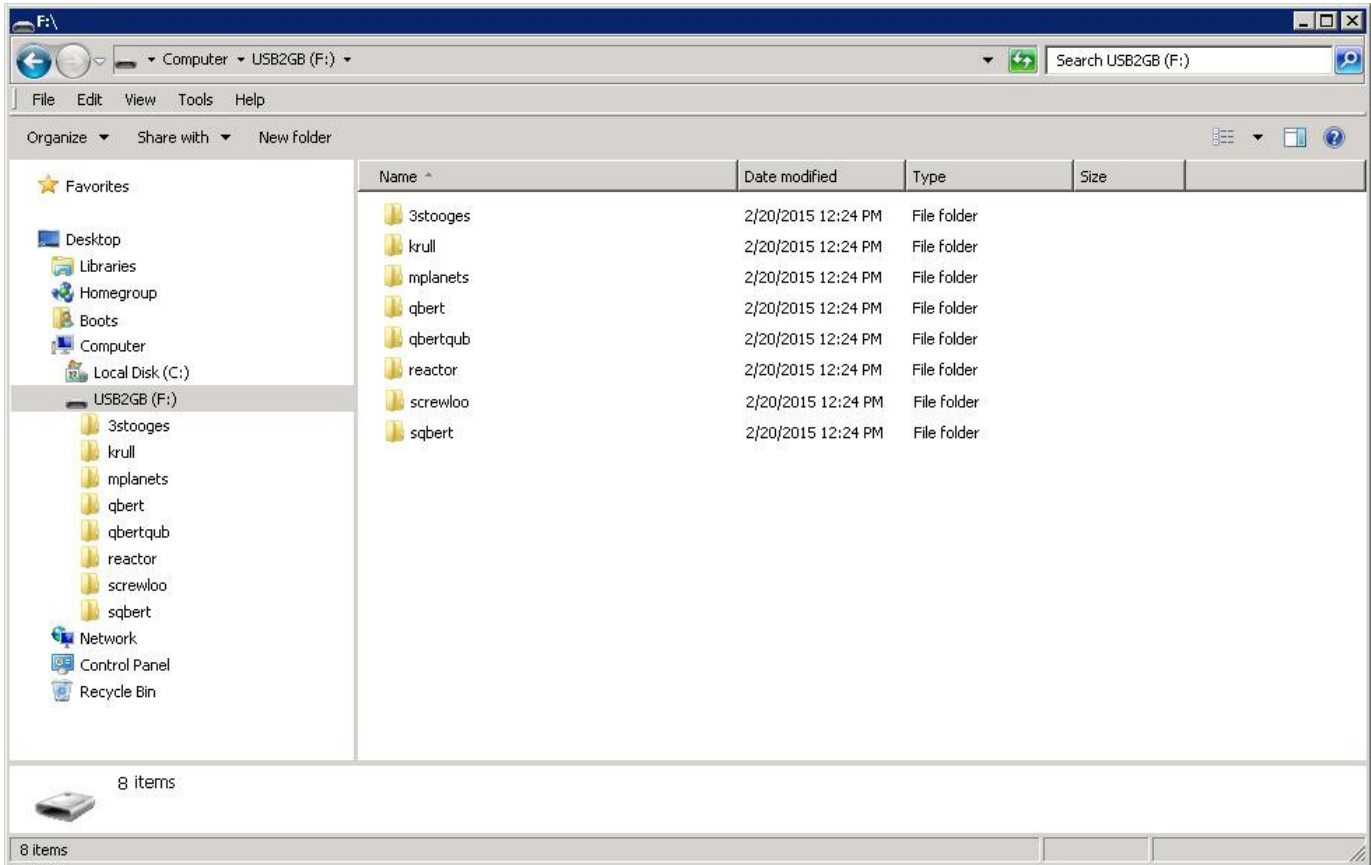 F:\
Computer USB2GB (F:)
Search USB2GB (F:)
File Edit View Tools Help
Organize Share with New folder
Favorites
Desktop
Libraries
Homegroup
Boots
Computer
Local Disk (C:)
USB2GB (F:)
3stooges
krull
mplanets
qbert
qbertqub
reactor
screwloo
sqbert
Network
Control Panel
Recycle Bin
Name Date modified Type Size
3stooges 2/20/2015 12:24 PM File folder
krull 2/20/2015 12:24 PM File folder
mplanets 2/20/2015 12:24 PM File folder
qbert 2/20/2015 12:24 PM File folder
qbertqub 2/20/2015 12:24 PM File folder
reactor 2/20/2015 12:24 PM File folder
screwloo 2/20/2015 12:24 PM File folder
sqbert 2/20/2015 12:24 PM File folder
8 items
8 items